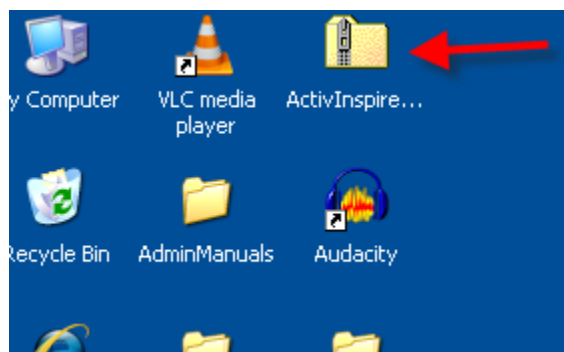 y Computer
VLC media
player
ActivInspire...
Recycle Bin
AdminManuals
Audacity